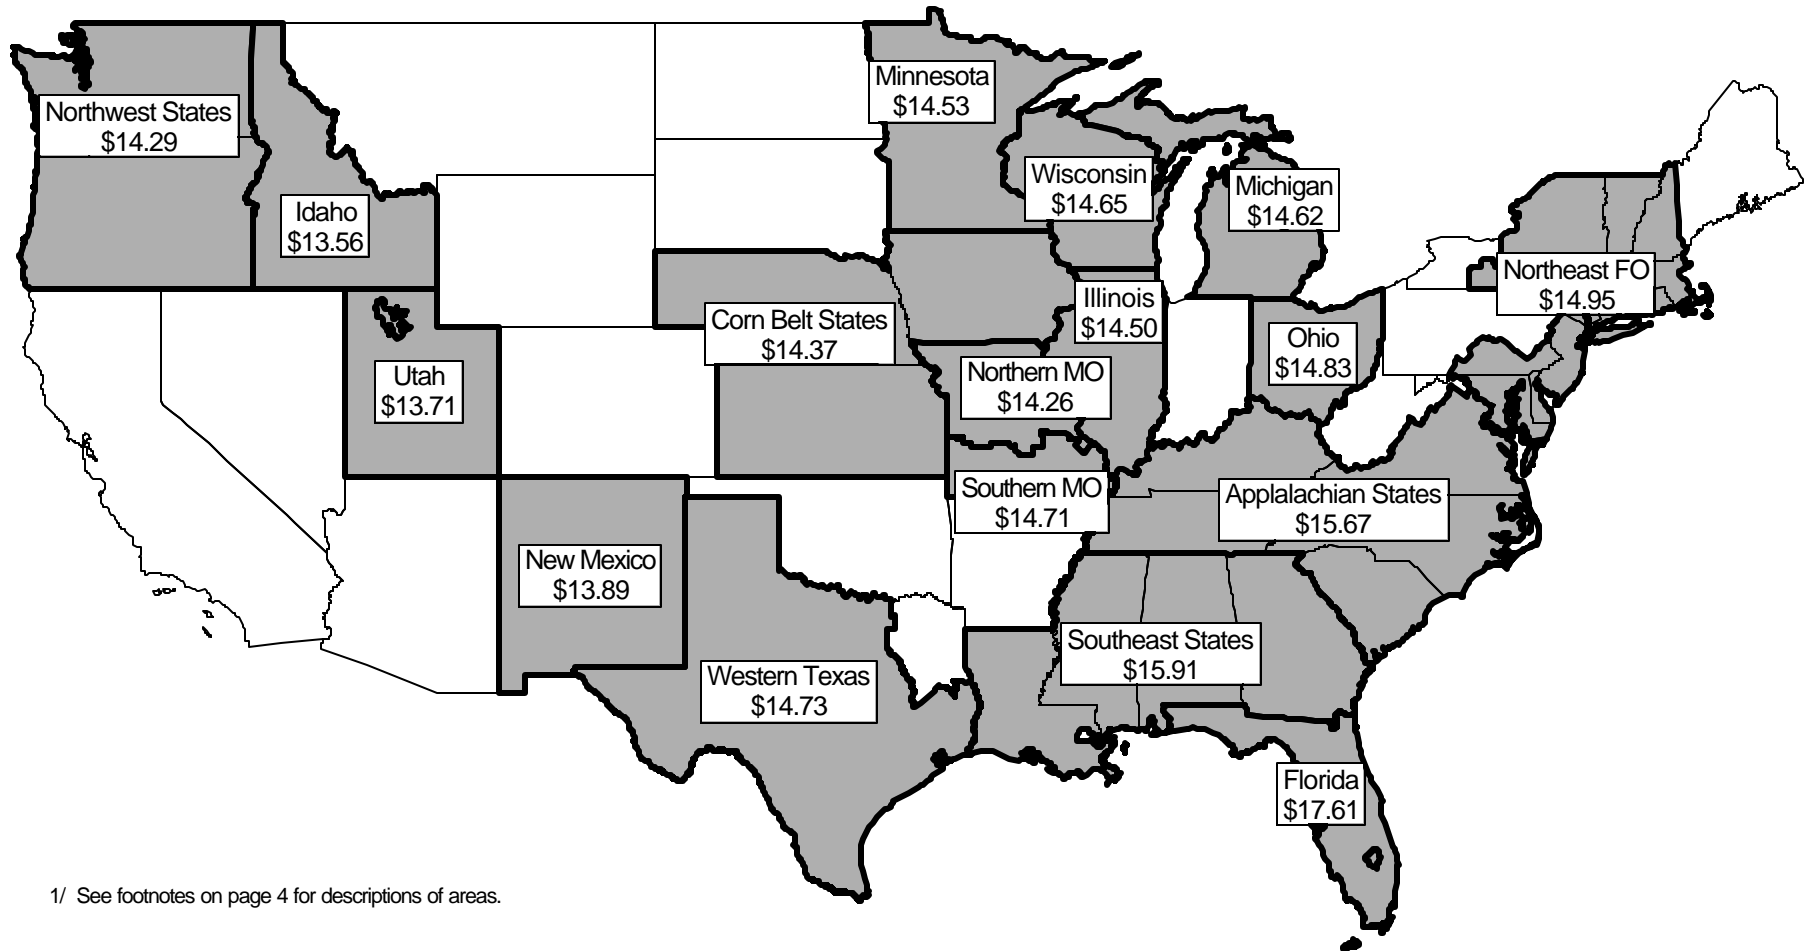 Minnesota
$14.53
Northwest States
$14.29
Wisconsin
$14.65
Michigan
$14.62
Idaho
$13.56
Northeast FO
$14.95
Illinois
$14.50
Corn Belt States
$14.37
Ohio
$14.83
Utah
$13.71
Northern MO
$14.26
Southern MO
$14.71
Applalachian States
$15.67
New Mexico
$13.89
Southeast States
$15.91
Western Texas
$14.73
Florida
$17.61
1/ See footnotes on page 4 for descriptions of areas.